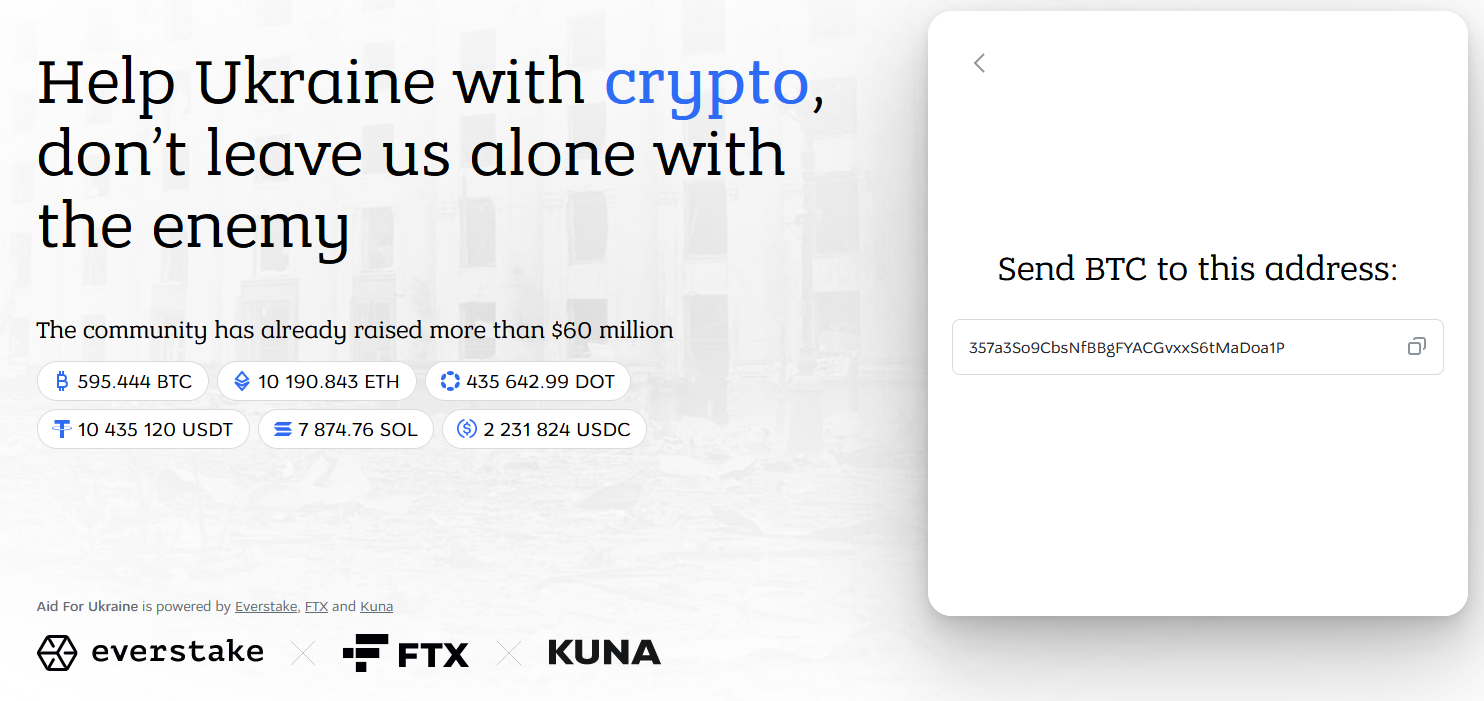 Help Ukraine with crypto,
don’t leave us alone with
the enemy
The community has already raised more than $60 million
595.444 BTC
10 190.843 ETH
435 642.99 DOT
10 435 120 USDT
7 874.76 SOL
2 231 824 USDC
Aid For Ukraine is powered by Everstake, FTX and Kuna
everstake
FTX
KUNA
Send BTC to this address:
357a3So9CbsNfBBgFYACGvxxS6tMaDoa1P